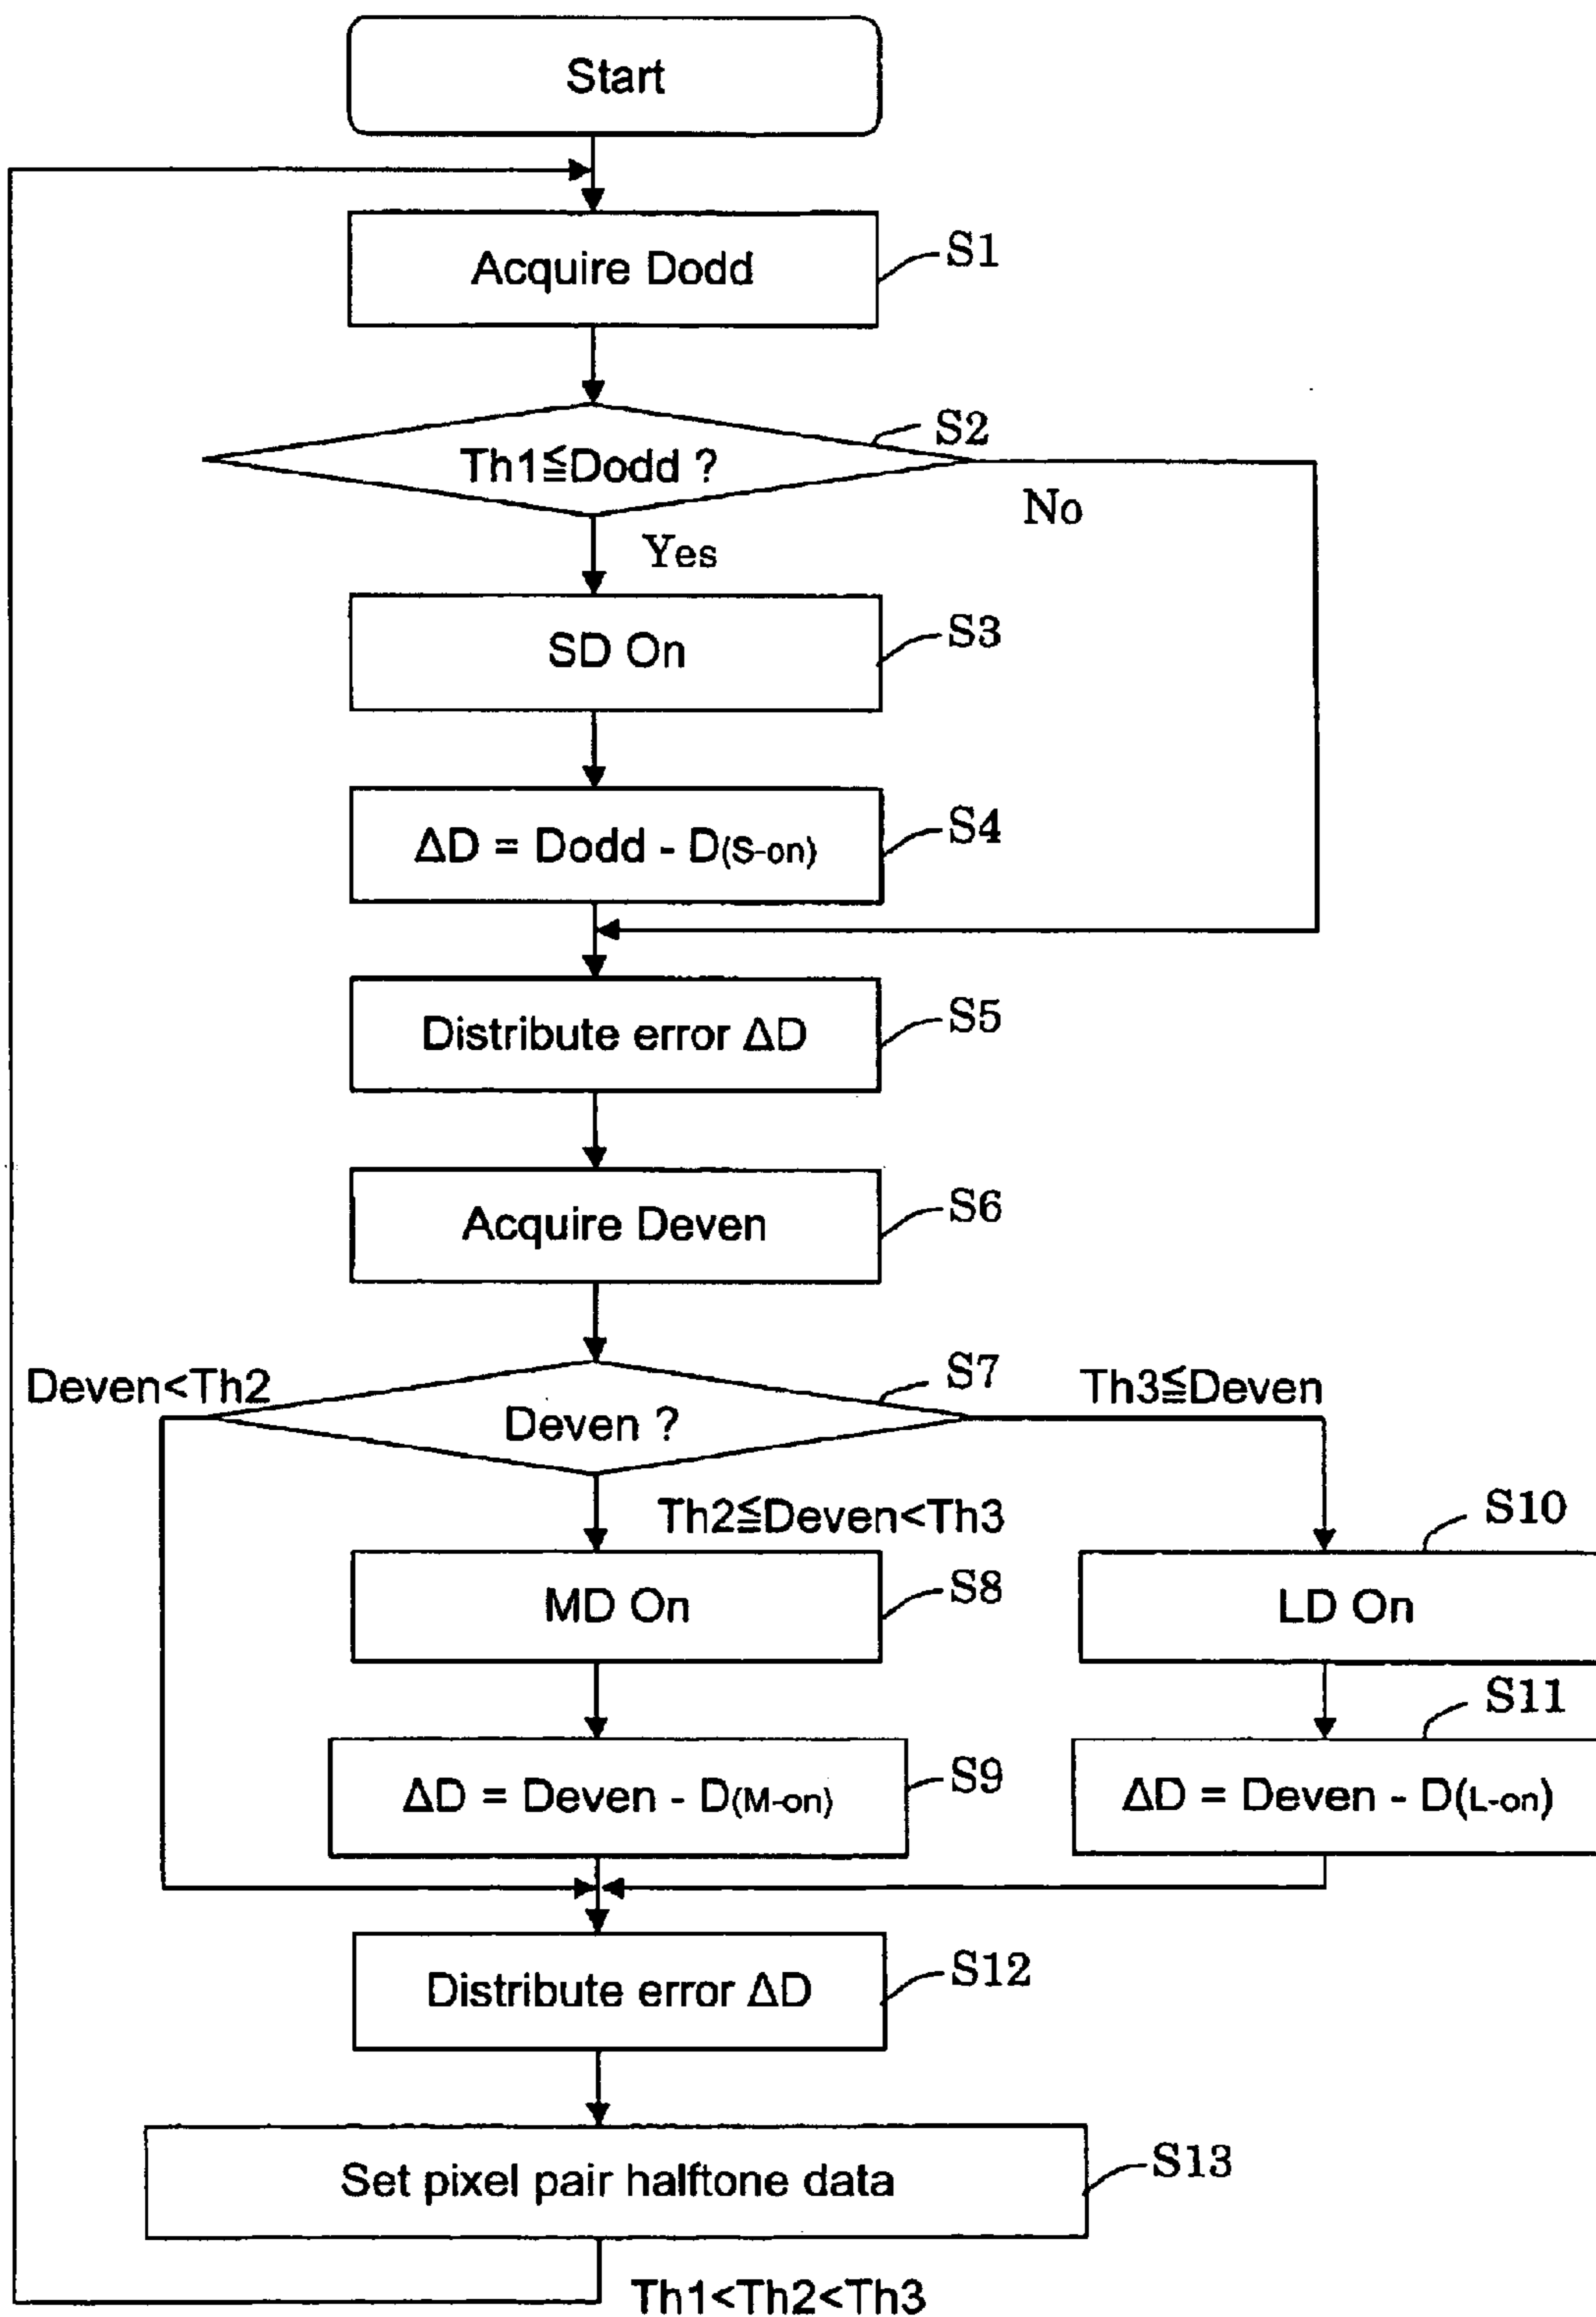 Start
Acquire Dodd
S1
Th1≦Dodd ?
S2
No
Yes
SD On
S3
ΔD = Dodd - D(S-on)
S4
Distribute error ΔD
S5
Acquire Deven
S6
Deven<Th2
Deven ?
S7
Th3≦Deven
Th2≦Deven<Th3
MD On
S8
LD On
S10
ΔD = Deven - D(M-on)
S9
ΔD = Deven - D(L-on)
S11
Distribute error ΔD
S12
Set pixel pair halftone data
S13
Th1<Th2<Th3